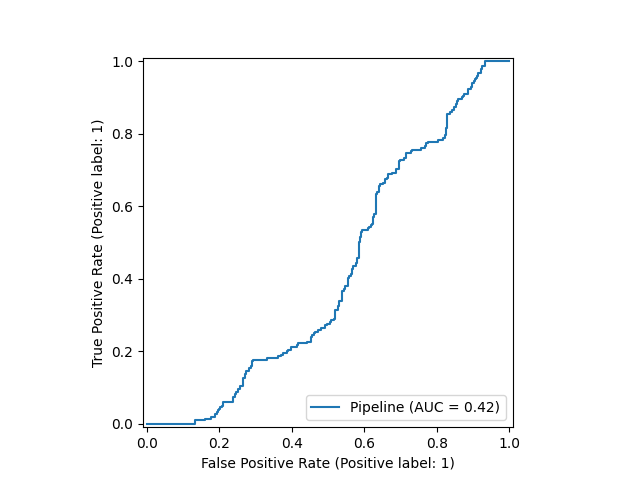 1.0
0.8
0.6
0.4
0.2
0.0
True Positive Rate (Positive label: 1)
Pipeline (AUC = 0.42)
0.0 0.2 0.4 0.6 0.8 1.0
False Positive Rate (Positive label: 1)